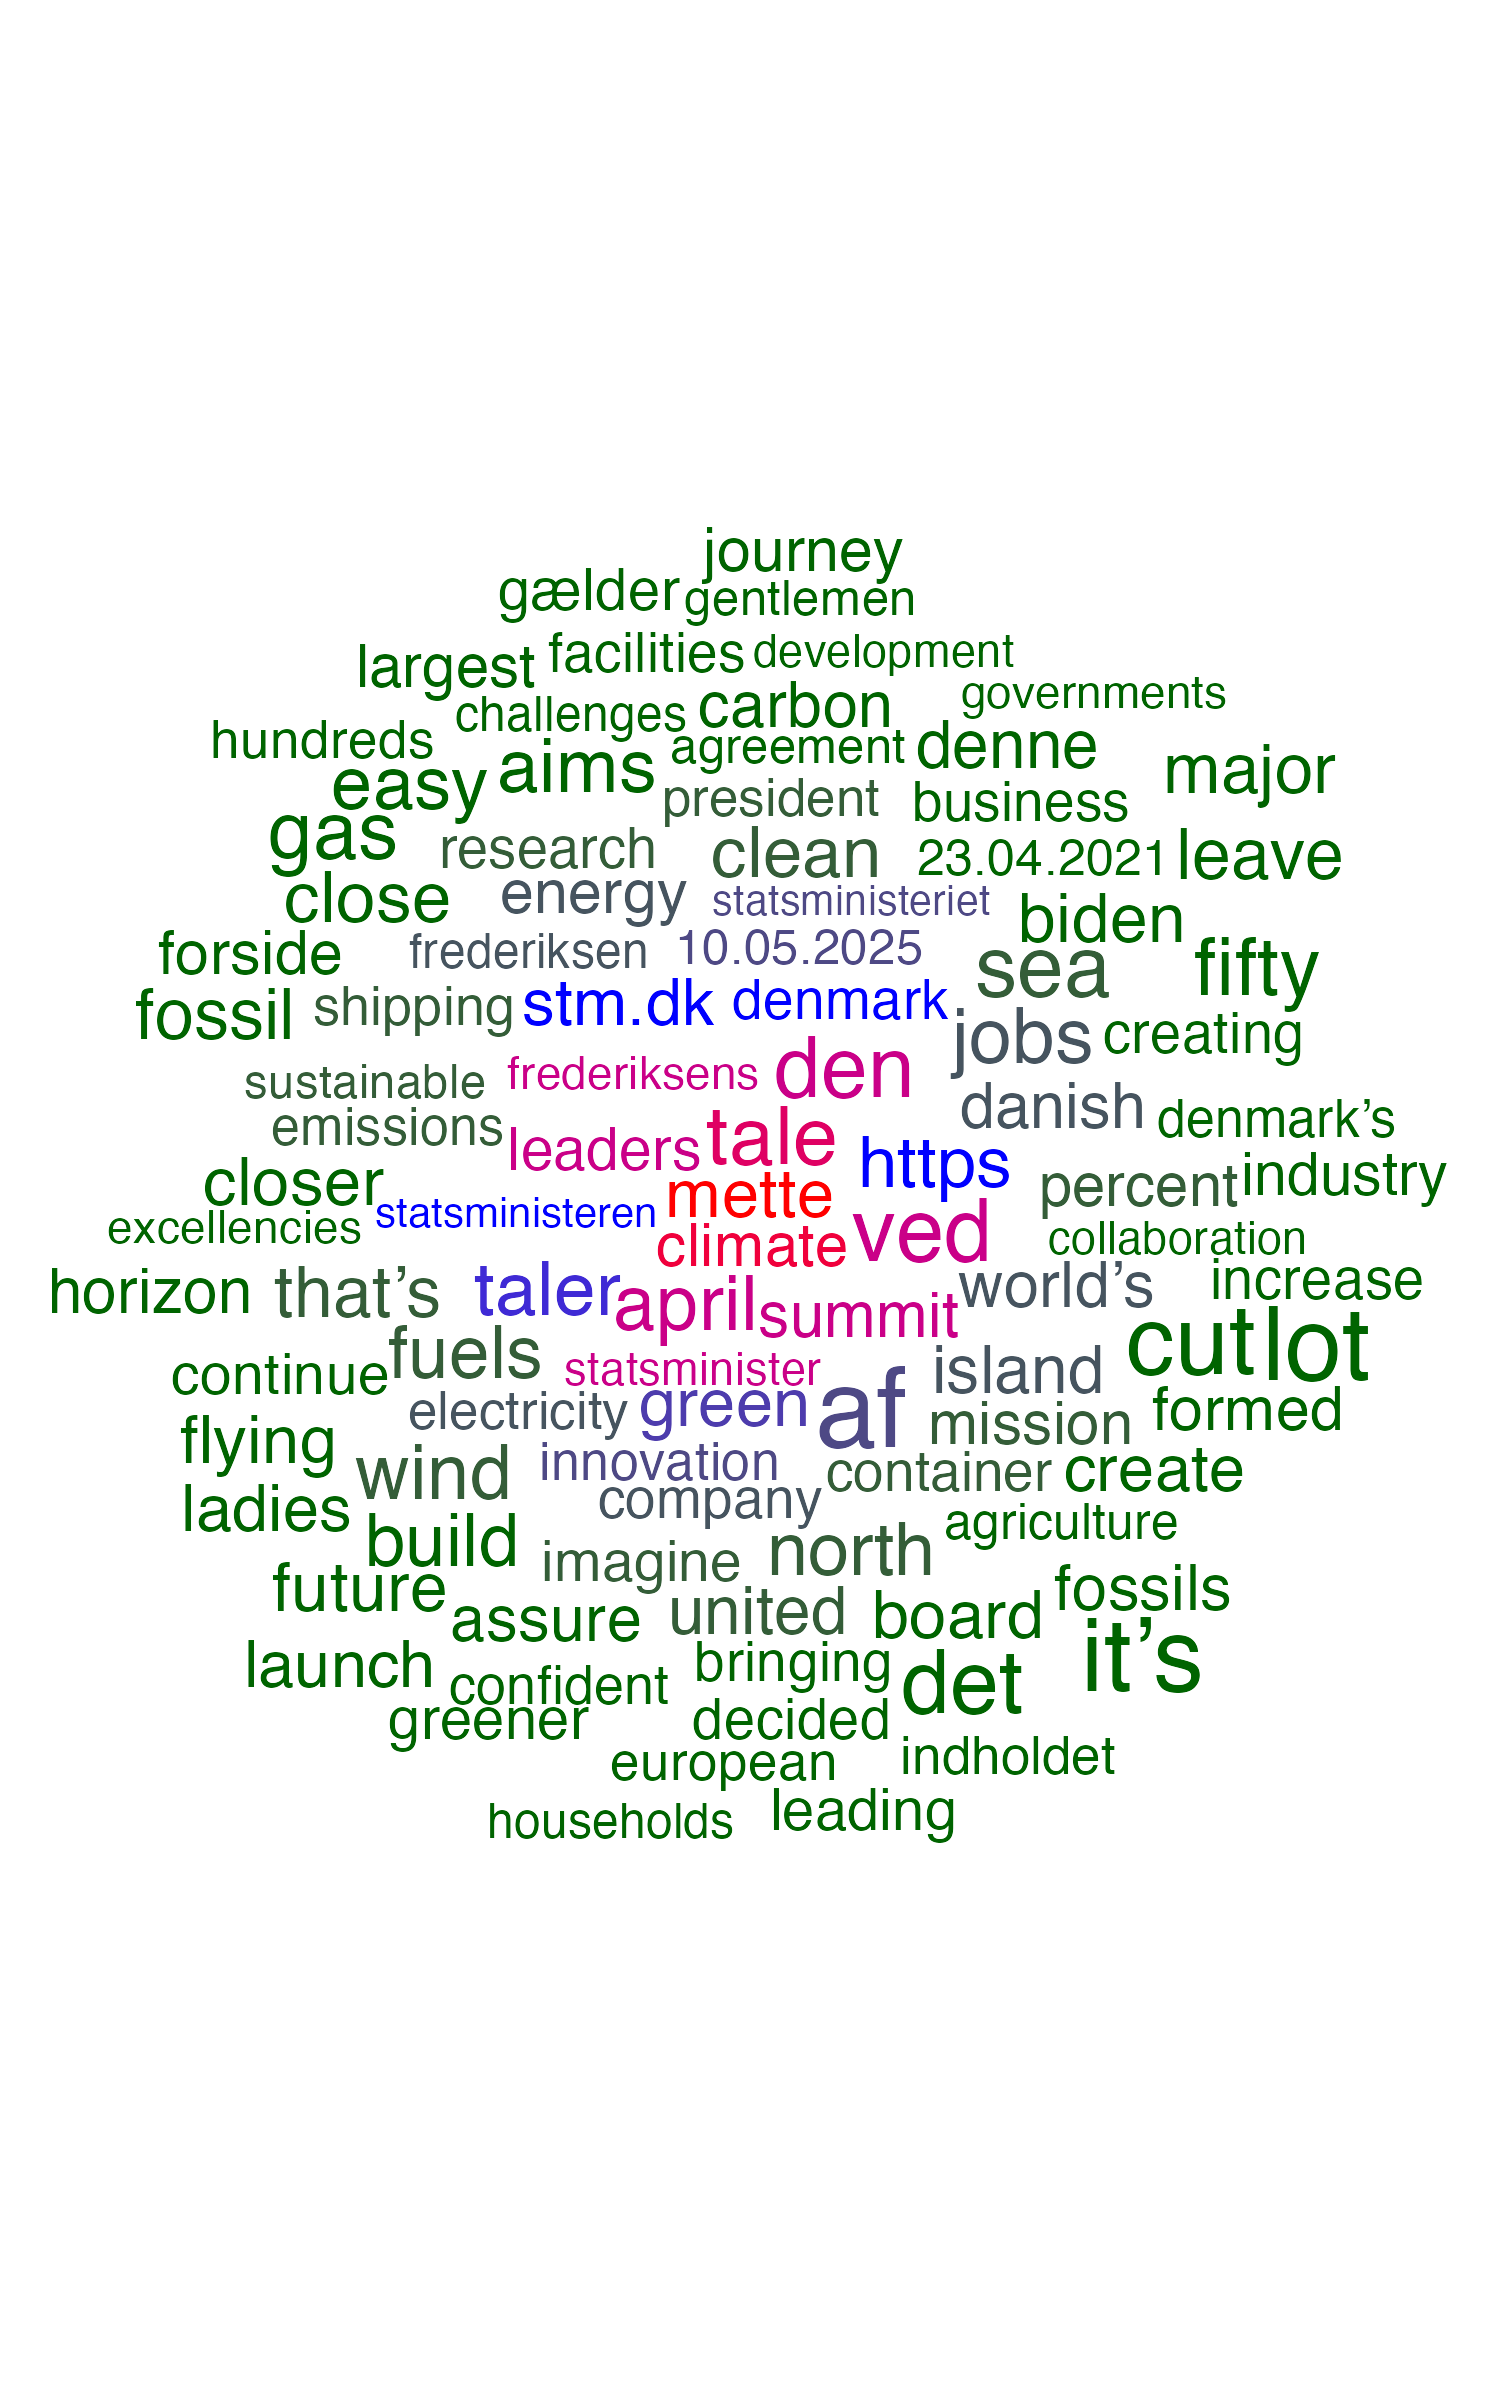 journey
gælder gentlemen
largest facilities development
challenges carbon governments
hundreds agreement denne
easy aims president business major
gas research clean 23.04.2021 leave
close energy statsministeriet biden
forside frederiksen 10.05.2025 sea fifty
fossil shipping stm.dk denmark jobs creating
sustainable frederiksens den danish denmark’s
emissions leaders tale https percent industry
closer statsministeren mette ved collaboration
excellencies climate world’s increase
horizon that’s taler april summit cut lot
continue fuels statsminister island formed
electricity green af mission
flying wind innovation container create
ladies company agriculture
build imagine north fossils
future assure united board it’s
launch confident bringing det
greener decided
european indholdet
households leading